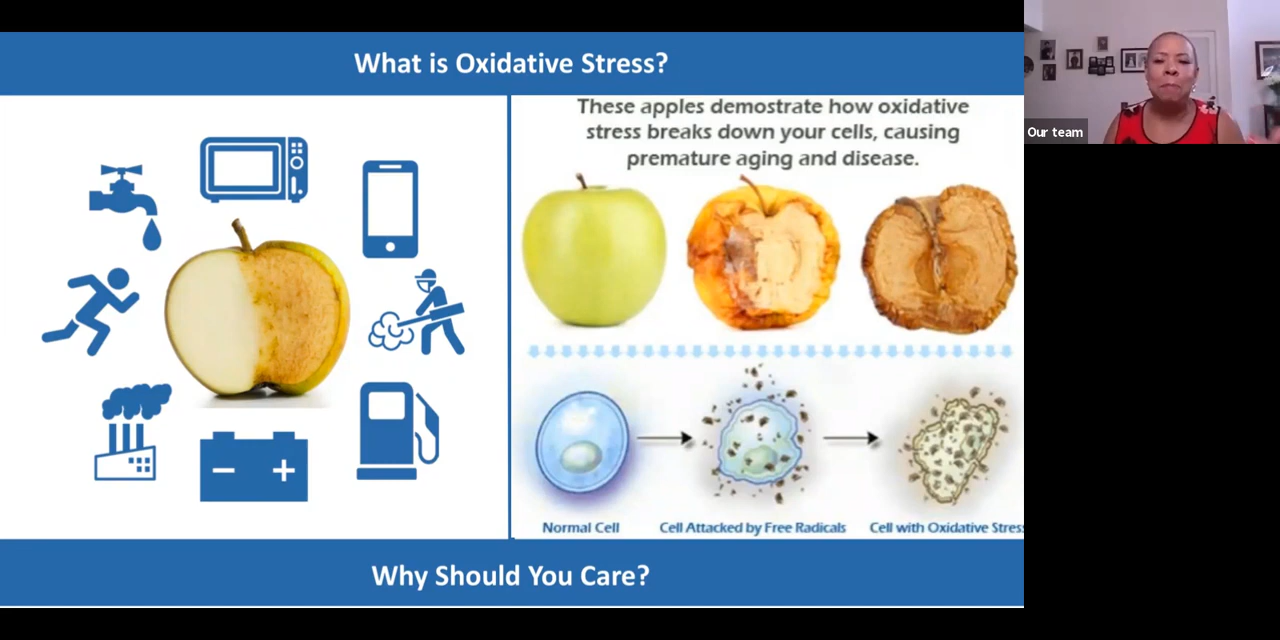 What is Oxidative Stress?
These apples demostrate how oxidative
stress breaks down your cells, causing
premature aging and disease.
Normal Cell
Cell Attacked by Free Radicals
Cell with Oxidative Stress
Why Should You Care?
Our team